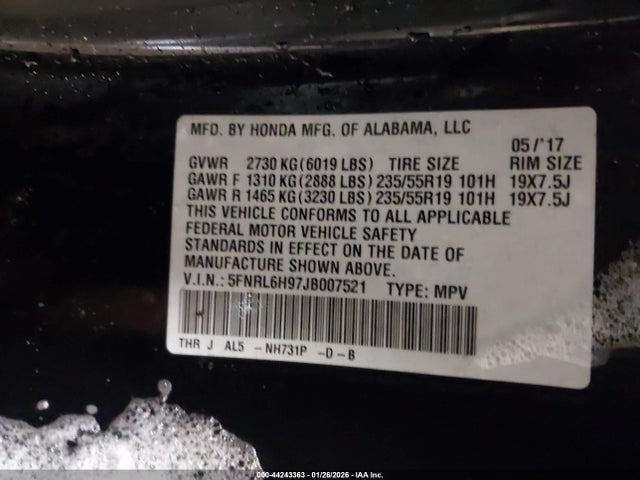 MFD. BY HONDA MFG. OF ALABAMA, LLC
05/'17
GVWR 2730 KG(6019 LBS) TIRE SIZE RIM SIZE
GAWR F 1310 KG(2888 LBS) 235/55R19 101H 19X7.5J
GAWR R 1465 KG(3230 LBS) 235/55R19 101H 19X7.5J
THIS VEHICLE CONFORMS TO ALL APPLICABLE
FEDERAL MOTOR VEHICLE SAFETY
STANDARDS IN EFFECT ON THE DATE OF
MANUFACTURE SHOWN ABOVE.
V.I.N.: 5FNRL6H97JB007521 TYPE: MPV
THR J AL5 -NH731P -D-B
000-44243363 - 01/26/2026 - IAA Inc.